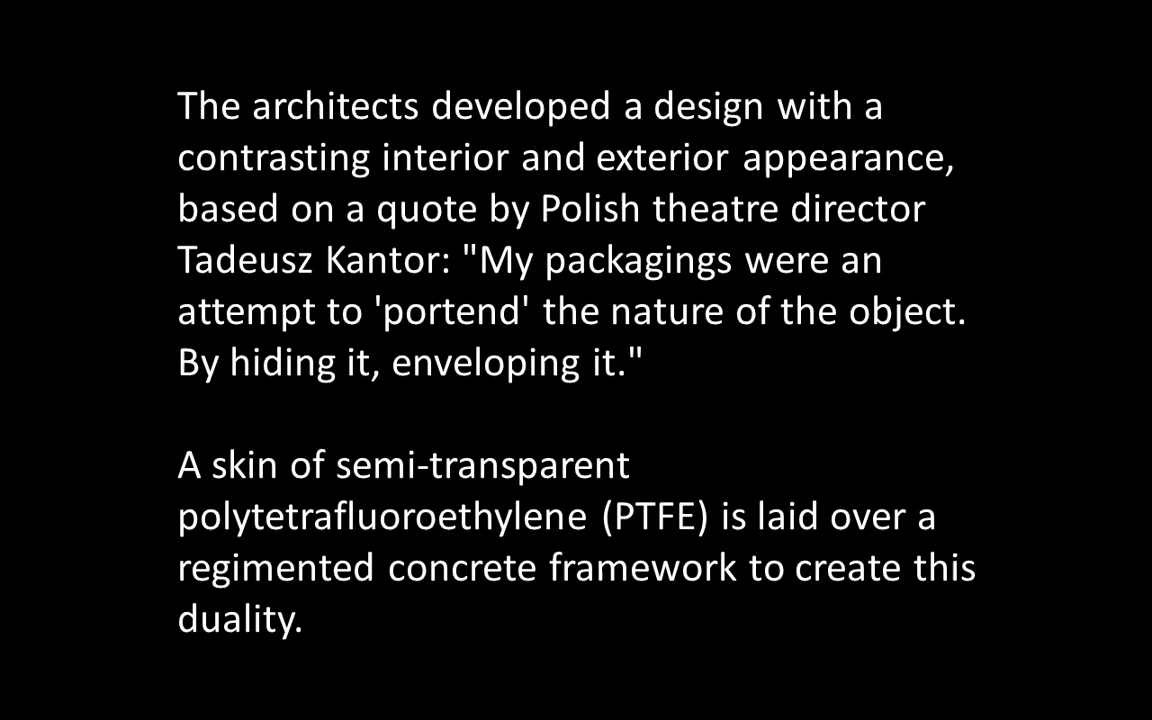 The architects developed a design with a
contrasting interior and exterior appearance,
based on a quote by Polish theatre director
Tadeusz Kantor: "My packagings were an
attempt to 'portend' the nature of the object.
By hiding it, enveloping it."
A skin of semi-transparent
polytetrafluoroethylene (PTFE) is laid over a
regimented concrete framework to create this
duality.